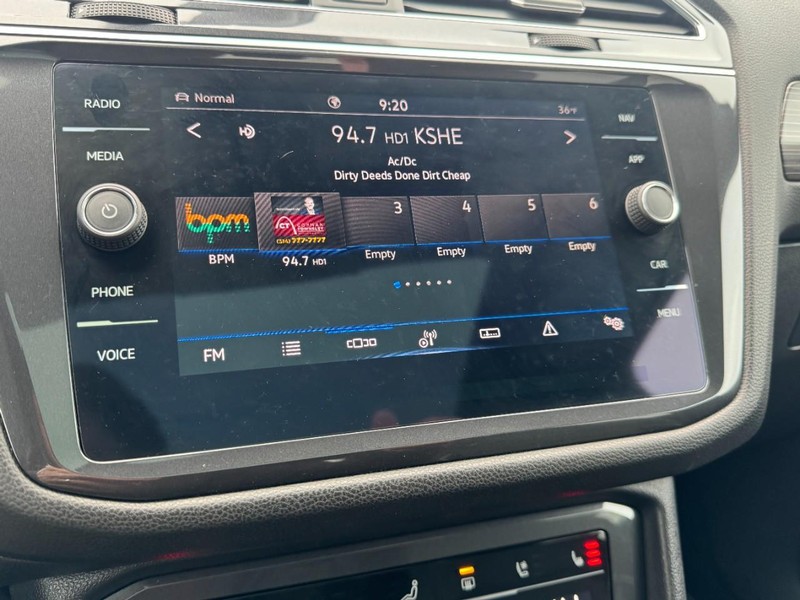 RADIO
MEDIA
PHONE
VOICE
Normal
9:20
36°F
94.7 HD1 KSHE
Ac/Dc
Dirty Deeds Done Dirt Cheap
bpm
BPM
CT
94.7 HD1
3
Empty
4
Empty
5
Empty
6
Empty
FM
NAV
APP
CAR
MENU